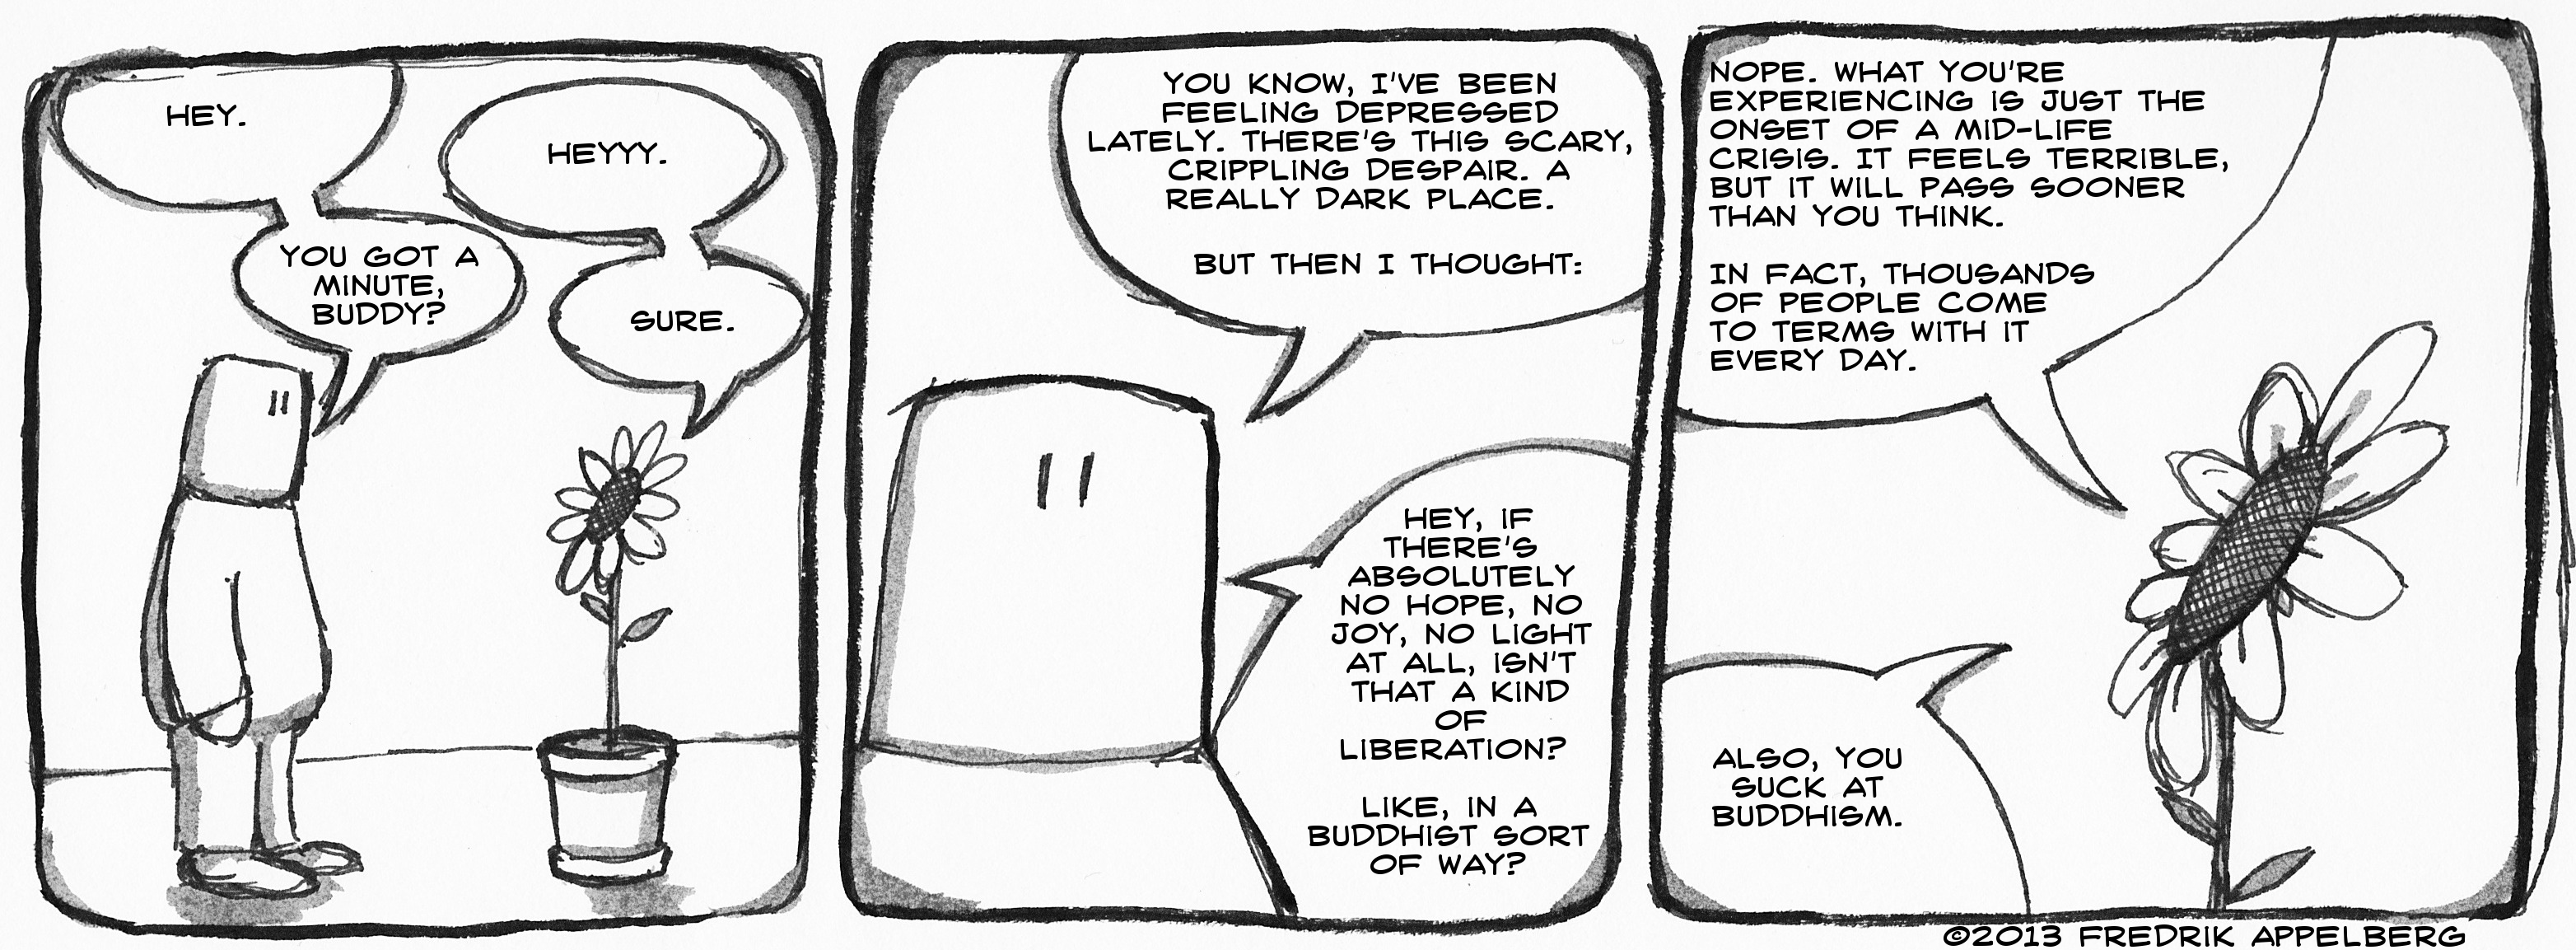 HEY.
YOU GOT A
MINUTE,
BUDDY?
HEYYY.
SURE.
YOU KNOW, I'VE BEEN
FEELING DEPRESSED
LATELY. THERE'S THIS SCARY,
CRIPPLING DESPAIR. A
REALLY DARK PLACE.
BUT THEN I THOUGHT:
HEY, IF
THERE'S
ABSOLUTELY
NO HOPE, NO
JOY, NO LIGHT
AT ALL, ISN'T
THAT A KIND
OF
LIBERATION?
LIKE, IN A
BUDDHIST SORT
OF WAY?
NOPE. WHAT YOU'RE
EXPERIENCING IS JUST THE
ONSET OF A MID-LIFE
CRISIS. IT FEELS TERRIBLE,
BUT IT WILL PASS SOONER
THAN YOU THINK.
IN FACT, THOUSANDS
OF PEOPLE COME
TO TERMS WITH IT
EVERY DAY.
ALSO, YOU
SUCK AT
BUDDHISM.
©2013 FREDRIK APPELBERG